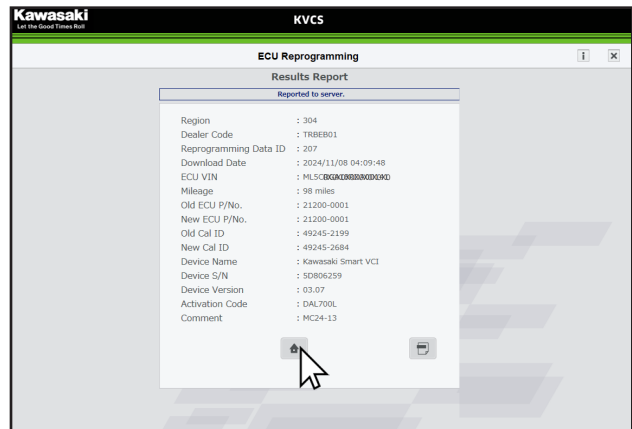 Kawasaki
Let the Good Times Roll
KVCS
ECU Reprogramming
i
×
Results Report
Reported to server.
Region : 304
Dealer Code : TRBEB01
Reprogramming Data ID : 207
Download Date : 2024/11/08 04:09:48
ECU VIN :
Mileage : 98 miles
Old ECU P/No. : 21200-0001
New ECU P/No. : 21200-0001
Old Cal ID : 49245-2199
New Cal ID : 49245-2684
Device Name : Kawasaki Smart VCI
Device S/N : 5D806259
Device Version : 03.07
Activation Code : DAL700L
Comment : MC24-13